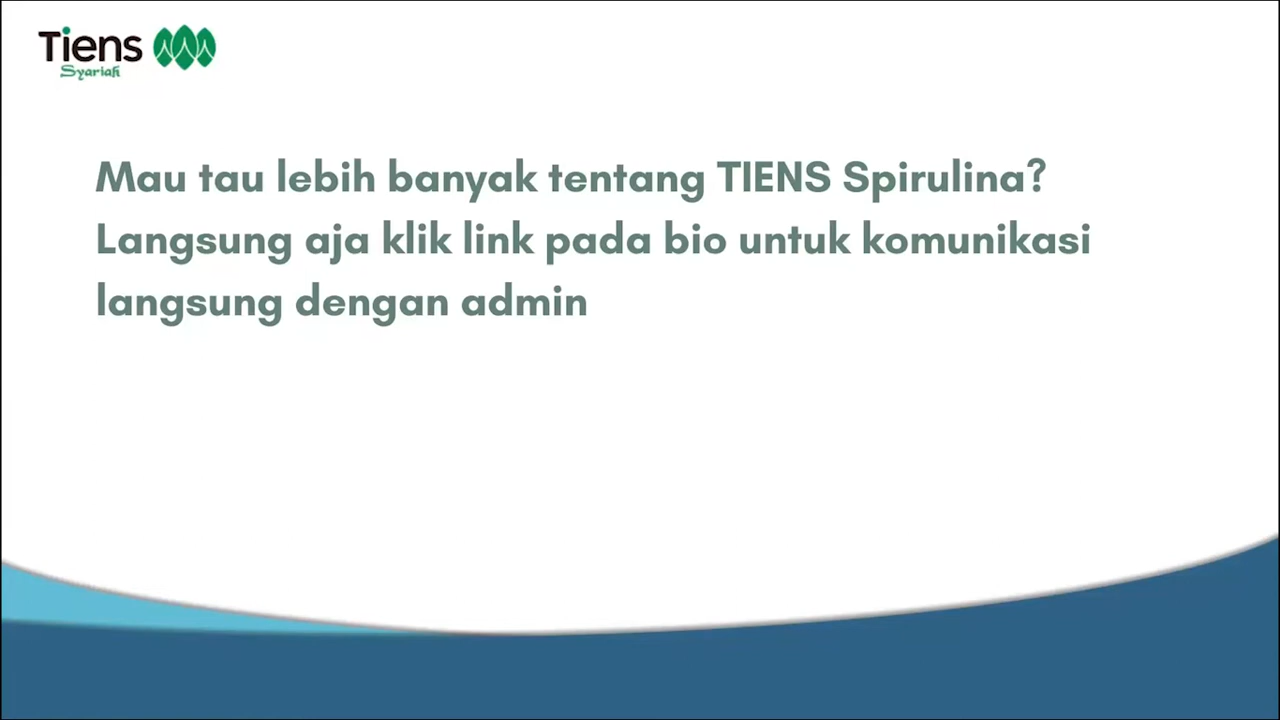 Tiens
Syariah
Mau tau lebih banyak tentang TIENS Spirulina?
Langsung aja klik link pada bio untuk komunikasi
langsung dengan admin